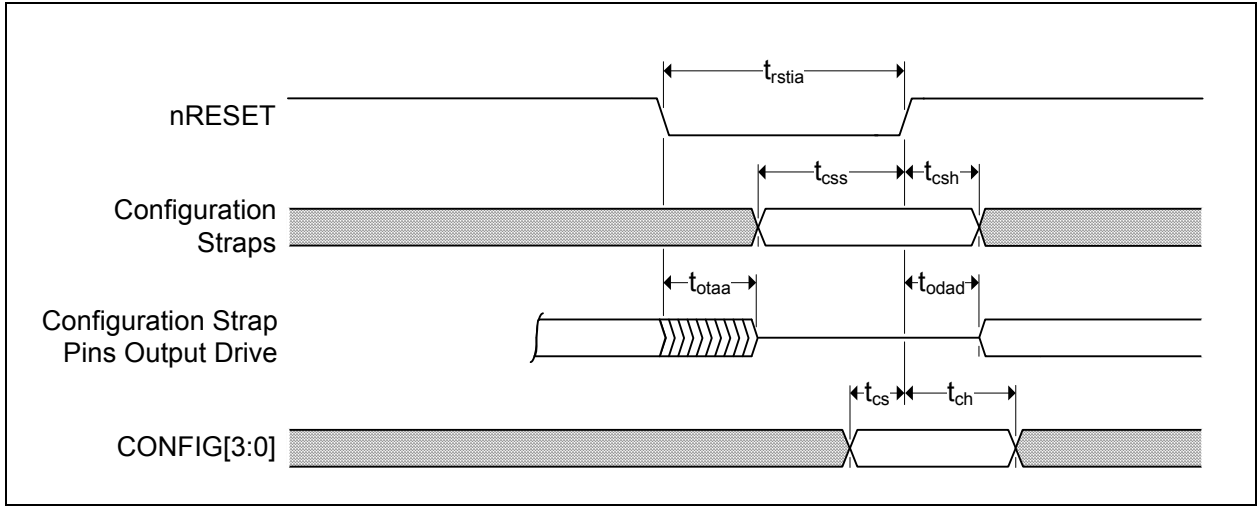 t_rstia
nRESET
t_css
t_csh
Configuration
Straps
t_otaa
t_odad
Configuration Strap
Pins Output Drive
t_cs
t_ch
CONFIG[3:0]